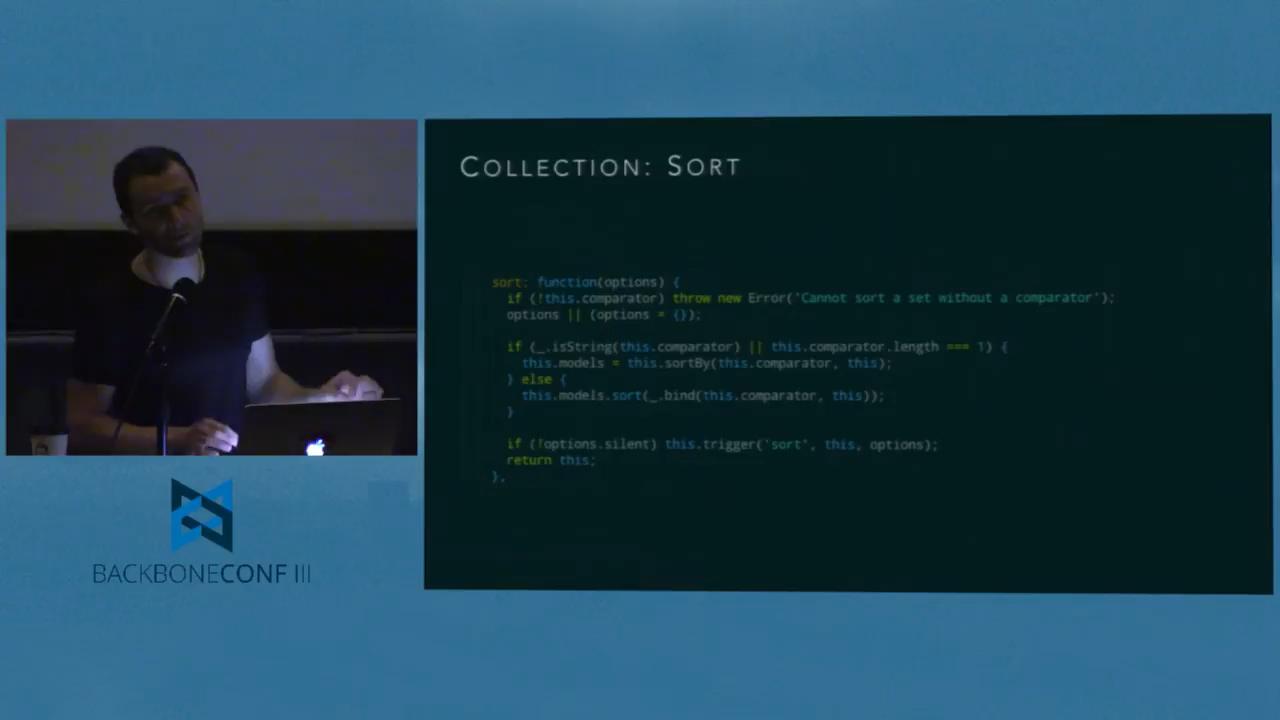 COLLECTION: SORT
sort: function(options) {
if (!this.comparator) throw new Error('Cannot sort a set without a comparator');
options || (options = {});
if (_.isString(this.comparator) || this.comparator.length === 1) {
this.models = this.sortBy(this.comparator, this);
} else {
this.models.sort(_.bind(this.comparator, this));
}
if (!options.silent) this.trigger('sort', this, options);
return this;
},
BACKBONECONF III